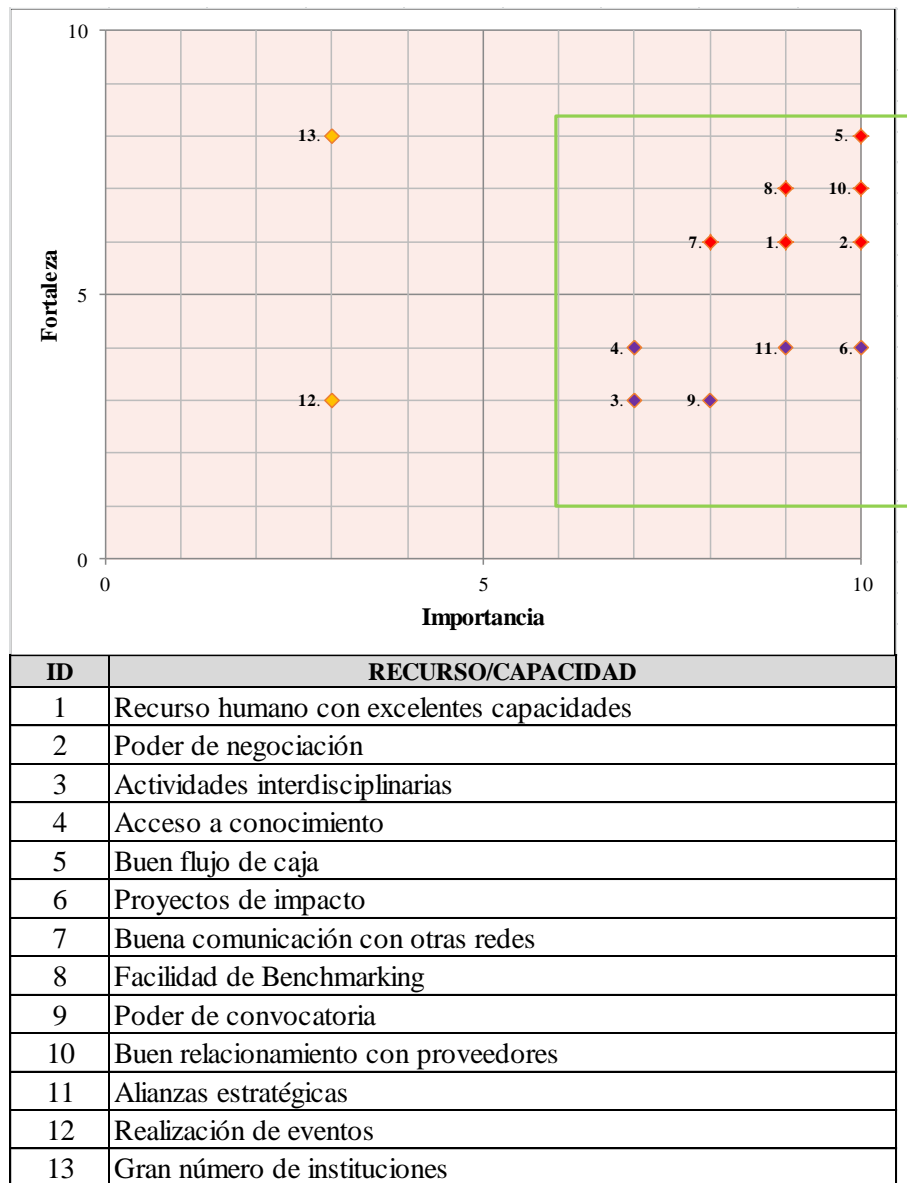 10
13.
5.
8.
10.
7.
1.
2.
Fortaleza
5
4.
11.
6.
12.
3.
9.
0
0
5
10
Importancia
ID RECURSO/CAPACIDAD
1 Recurso humano con excelentes capacidades
2 Poder de negociación
3 Actividades interdisciplinarias
4 Acceso a conocimiento
5 Buen flujo de caja
6 Proyectos de impacto
7 Buena comunicación con otras redes
8 Facilidad de Benchmarking
9 Poder de convocatoria
10 Buen relacionamiento con proveedores
11 Alianzas estratégicas
12 Realización de eventos
13 Gran número de instituciones